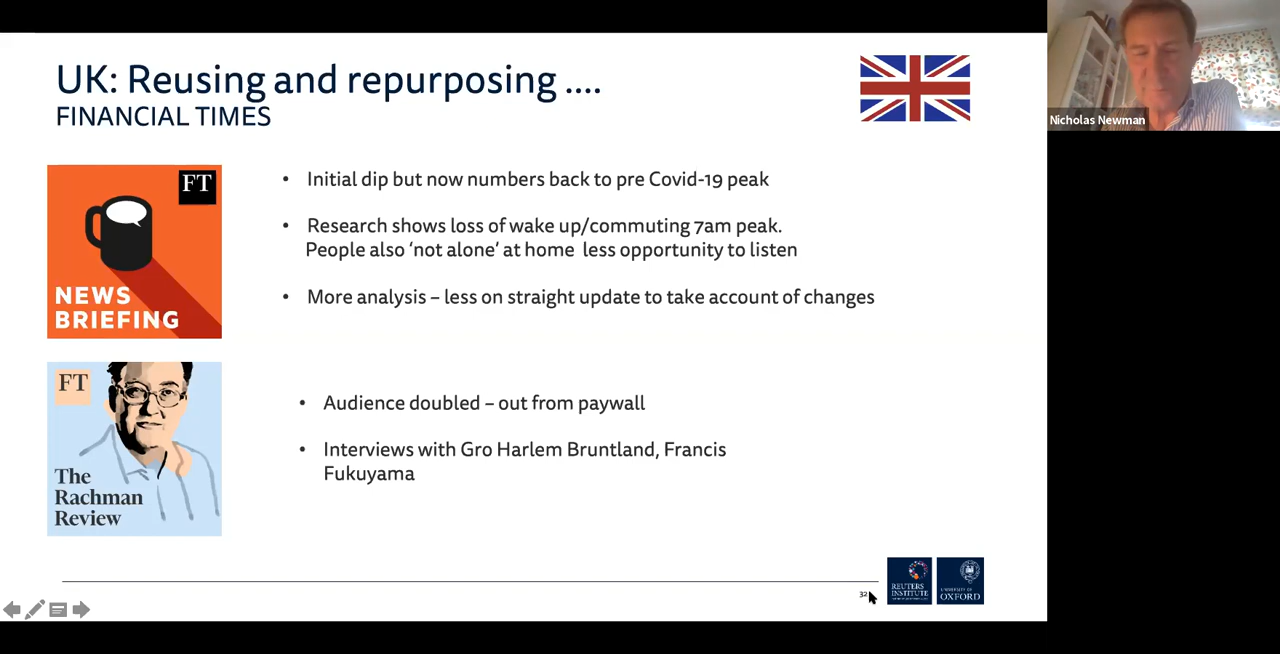 UK: Reusing and repurposing ....
FINANCIAL TIMES
FT
NEWS
BRIEFING
• Initial dip but now numbers back to pre Covid-19 peak
• Research shows loss of wake up/commuting 7am peak.
People also ‘not alone’ at home less opportunity to listen
• More analysis – less on straight update to take account of changes
FT
The
Rachman
Review
• Audience doubled – out from paywall
• Interviews with Gro Harlem Bruntland, Francis
Fukuyama
32
REUTERS
INSTITUTE
UNIVERSITY OF
OXFORD
Nicholas Newman